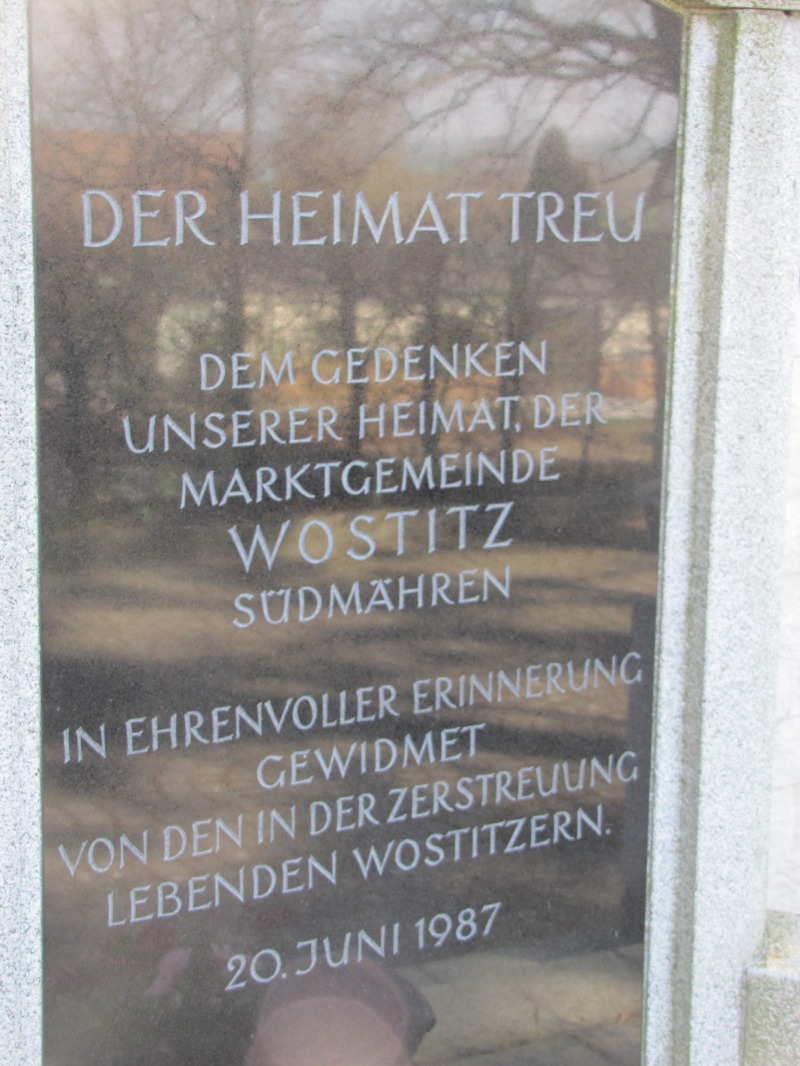 DER HEIMAT TREU
DEM GEDENKEN
UNSERER HEIMAT, DER
MARKTGEMEINDE
WOSTITZ
SÜDMÄHREN
IN EHRENVOLLER ERINNERUNG
GEWIDMET
VON DEN IN DER ZERSTREUUNG
LEBENDEN WOSTITZERN.
20. JUNI 1987